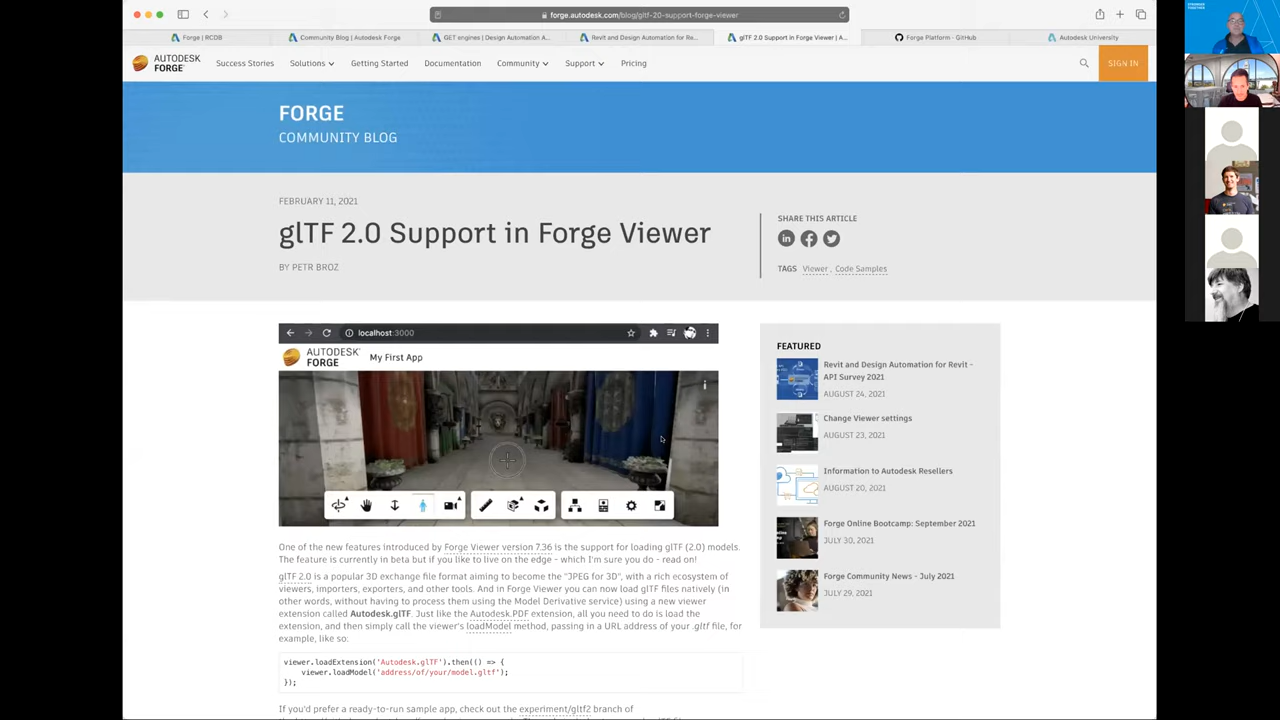 forge.autodesk.com/blog/gltf-20-support-forge-viewer
Forge | RCDB
Community Blog | Autodesk Forge
GET engines | Design Automation A...
Revit and Design Automation for Re...
glTF 2.0 Support in Forge Viewer | A...
Forge Platform · GitHub
Autodesk University
AUTODESK
FORGE
Success Stories
Solutions
Getting Started
Documentation
Community
Support
Pricing
SIGN IN
FORGE
COMMUNITY BLOG
FEBRUARY 11, 2021
glTF 2.0 Support in Forge Viewer
BY PETR BROZ
SHARE THIS ARTICLE
TAGS Viewer , Code Samples
localhost:3000
AUTODESK
FORGE
My First App
One of the new features introduced by Forge Viewer version 7.36 is the support for loading glTF (2.0) models.
The feature is currently in beta but if you like to live on the edge - which I'm sure you do - read on!
glTF 2.0 is a popular 3D exchange file format aiming to become the "JPEG for 3D", with a rich ecosystem of
viewers, importers, exporters, and other tools. And in Forge Viewer you can now load glTF files natively (in
other words, without having to process them using the Model Derivative service) using a new viewer
extension called Autodesk.glTF. Just like the Autodesk.PDF extension, all you need to do is load the
extension, and then simply call the viewer's loadModel method, passing in a URL address of your .gltf file, for
example, like so:
viewer.loadExtension('Autodesk.glTF').then(() => {
viewer.loadModel('address/of/your/model.gltf');
});
If you'd prefer a ready-to-run sample app, check out the experiment/gltf2 branch of
FEATURED
Revit and Design Automation for Revit -
API Survey 2021
AUGUST 24, 2021
Change Viewer settings
AUGUST 23, 2021
Information to Autodesk Resellers
AUGUST 20, 2021
Forge Online Bootcamp: September 2021
JULY 30, 2021
Forge Community News - July 2021
JULY 29, 2021